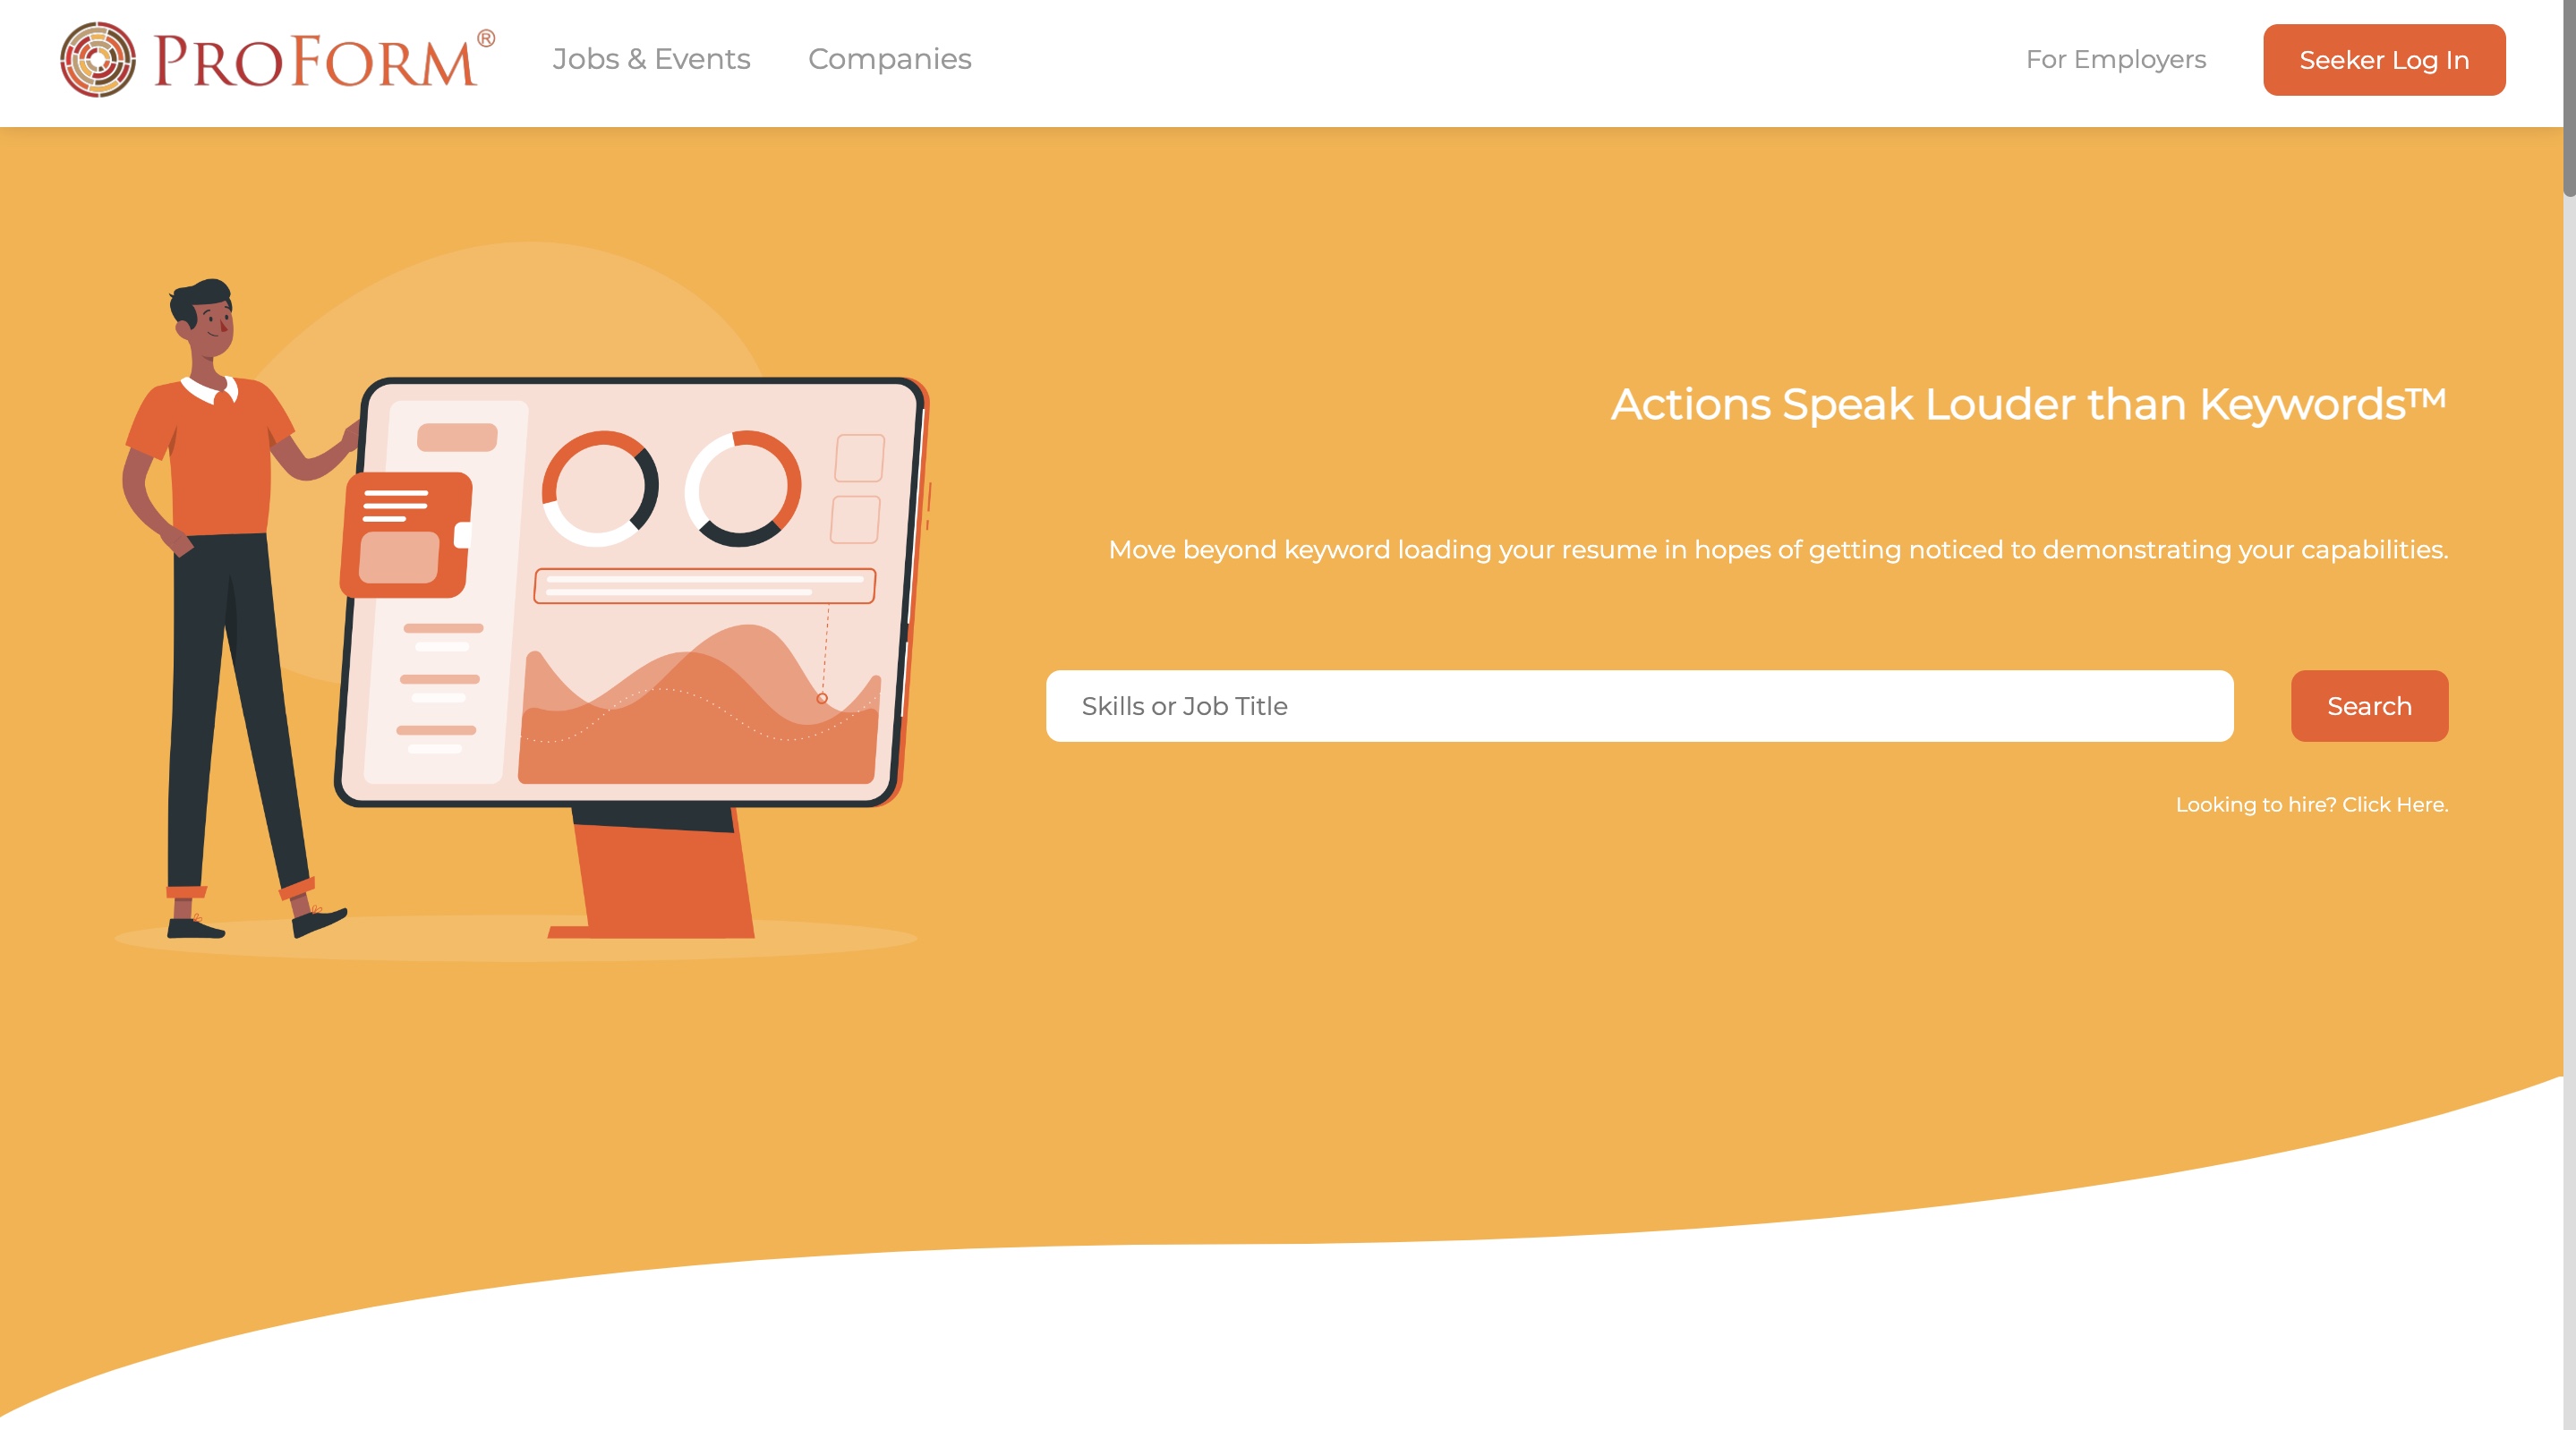 PROFORM®
Jobs & Events
Companies
For Employers
Seeker Log In
Actions Speak Louder than Keywords™
Move beyond keyword loading your resume in hopes of getting noticed to demonstrating your capabilities.
Skills or Job Title
Search
Looking to hire? Click Here.